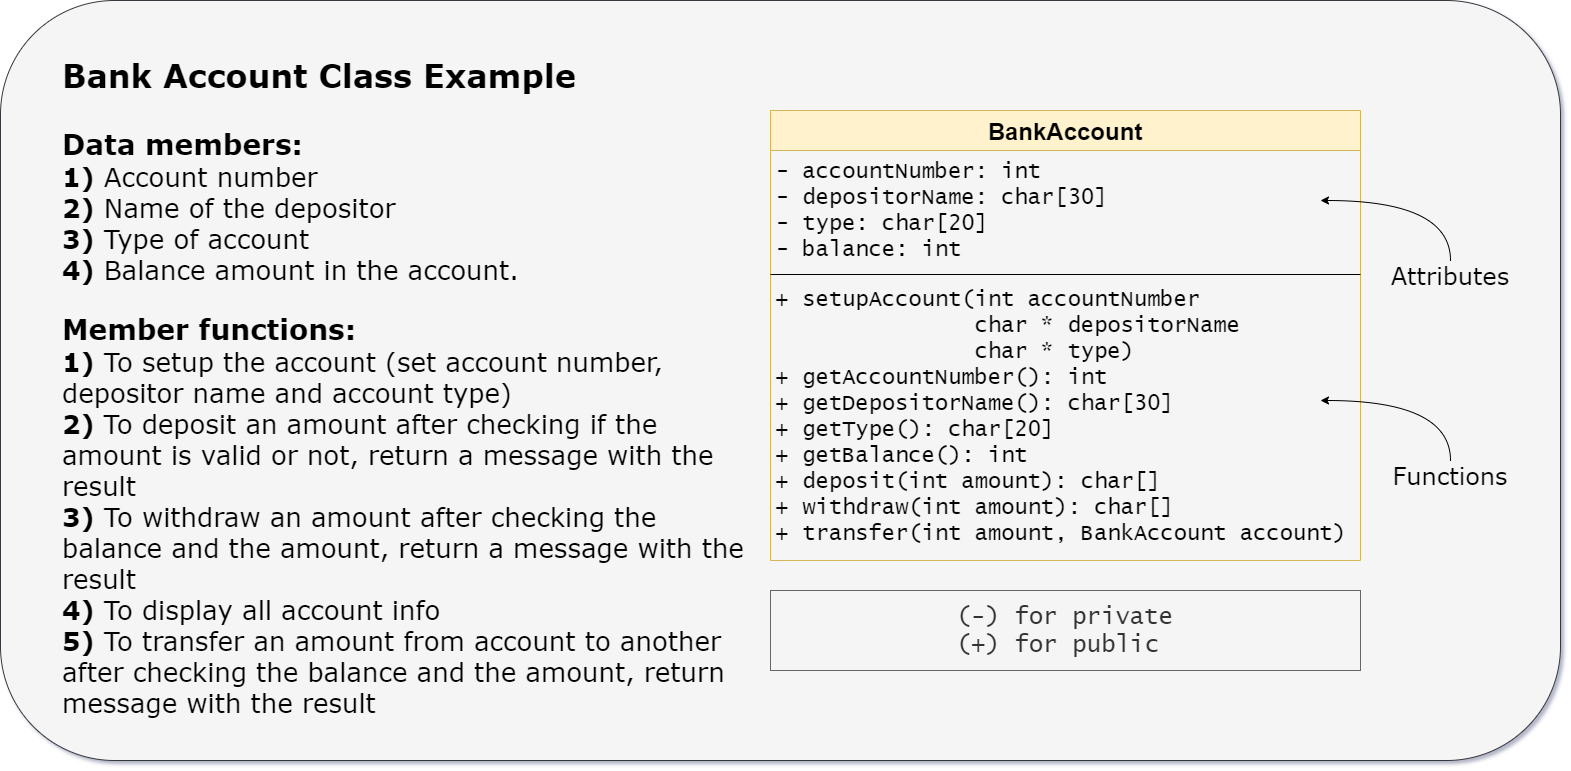 Bank Account Class Example
Data members:
1) Account number
2) Name of the depositor
3) Type of account
4) Balance amount in the account.
Member functions:
1) To setup the account (set account number,
depositor name and account type)
2) To deposit an amount after checking if the
amount is valid or not, return a message with the
result
3) To withdraw an amount after checking the
balance and the amount, return a message with the
result
4) To display all account info
5) To transfer an amount from account to another
after checking the balance and the amount, return
message with the result
BankAccount
- accountNumber: int
- depositorName: char[30]
- type: char[20]
- balance: int
+ setupAccount(int accountNumber
char * depositorName
char * type)
+ getAccountNumber(): int
+ getDepositorName(): char[30]
+ getType(): char[20]
+ getBalance(): int
+ deposit(int amount): char[]
+ withdraw(int amount): char[]
+ transfer(int amount, BankAccount account)
Attributes
Functions
(-) for private
(+) for public